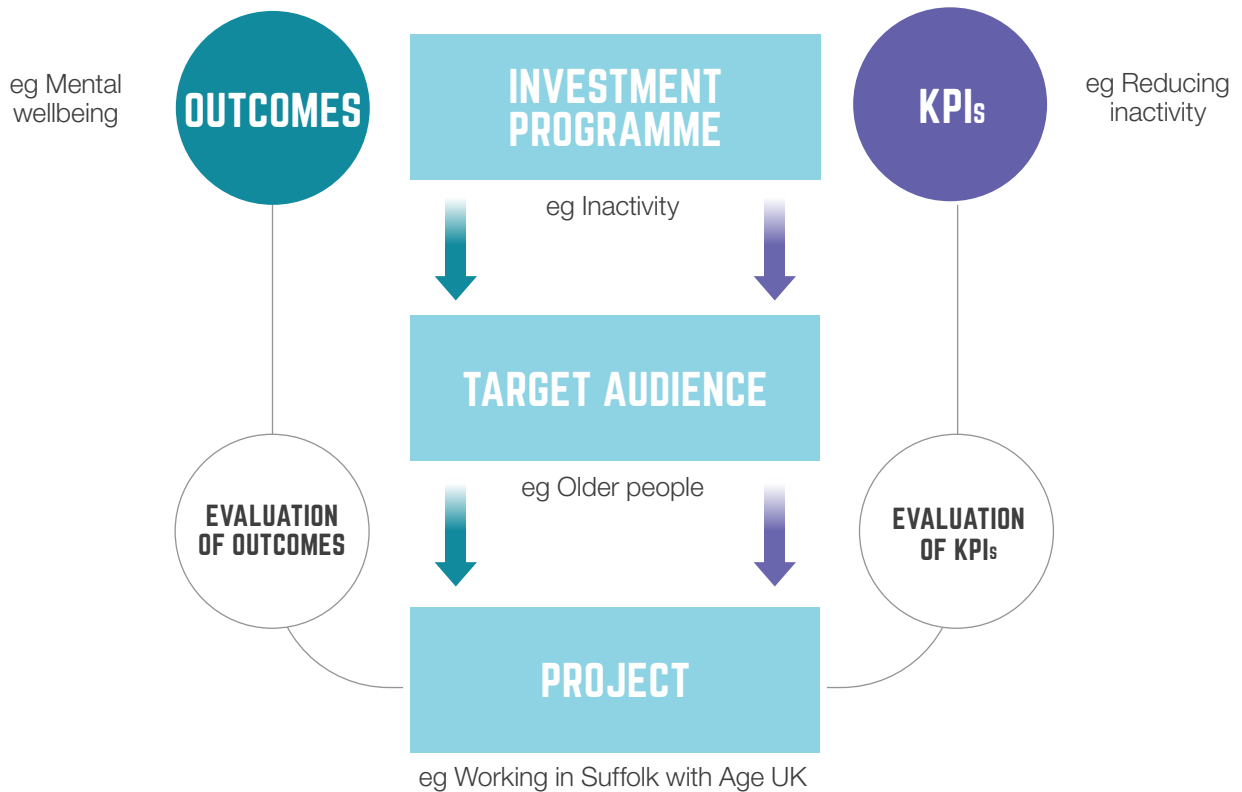 eg Mental
wellbeing
OUTCOMES
INVESTMENT
PROGRAMME
KPIs
eg Reducing
inactivity
eg Inactivity
TARGET AUDIENCE
eg Older people
EVALUATION
OF OUTCOMES
EVALUATION
OF KPIs
PROJECT
eg Working in Suffolk with Age UK